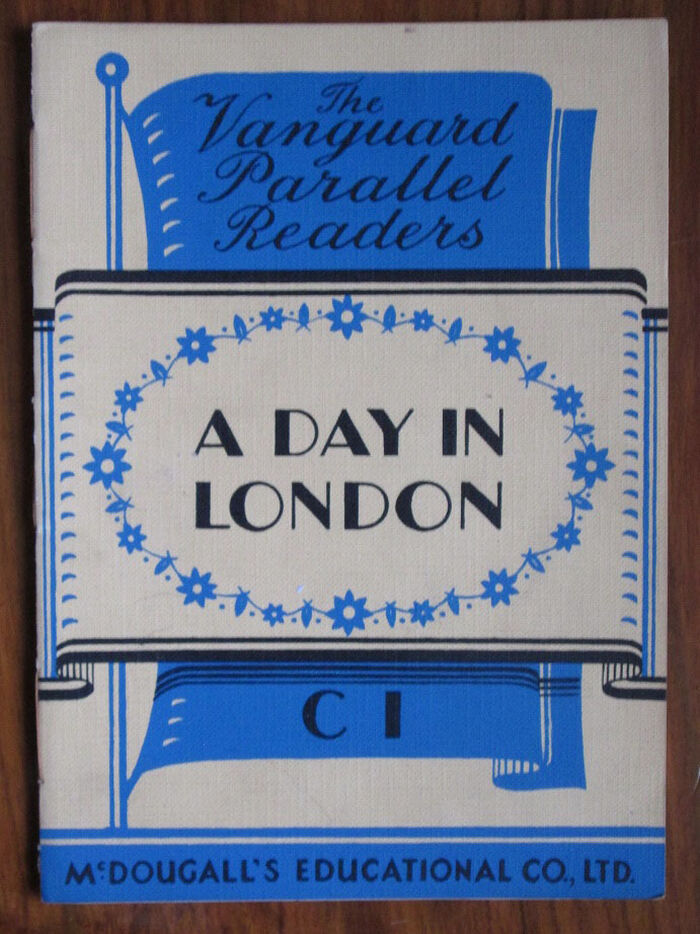 The
Vanguard
Parallel
Readers
A DAY IN
LONDON
C I
McDOUGALL'S EDUCATIONAL CO., LTD.